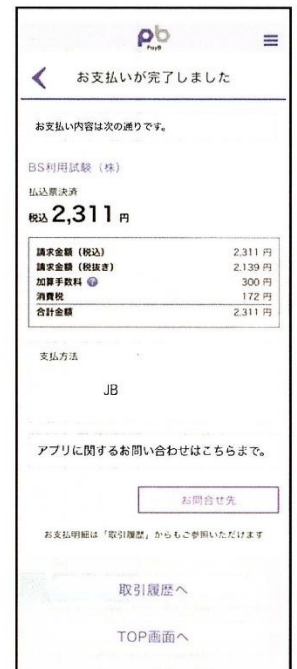 pb
PayB
お支払いが完了しました
お支払い内容は次の通りです。
BS利用試験（株）
払込票決済
税込 2,311 円
請求金額（税込） 2,311 円
請求金額（税抜き） 2,139 円
加算手数料 ? 300 円
消費税 172 円
合計金額 2,311 円
支払方法
JB
アプリに関するお問い合わせはこちらまで。
お問合せ先
お支払明細は「取引履歴」からもご参照いただけます
取引履歴へ
TOP画面へ